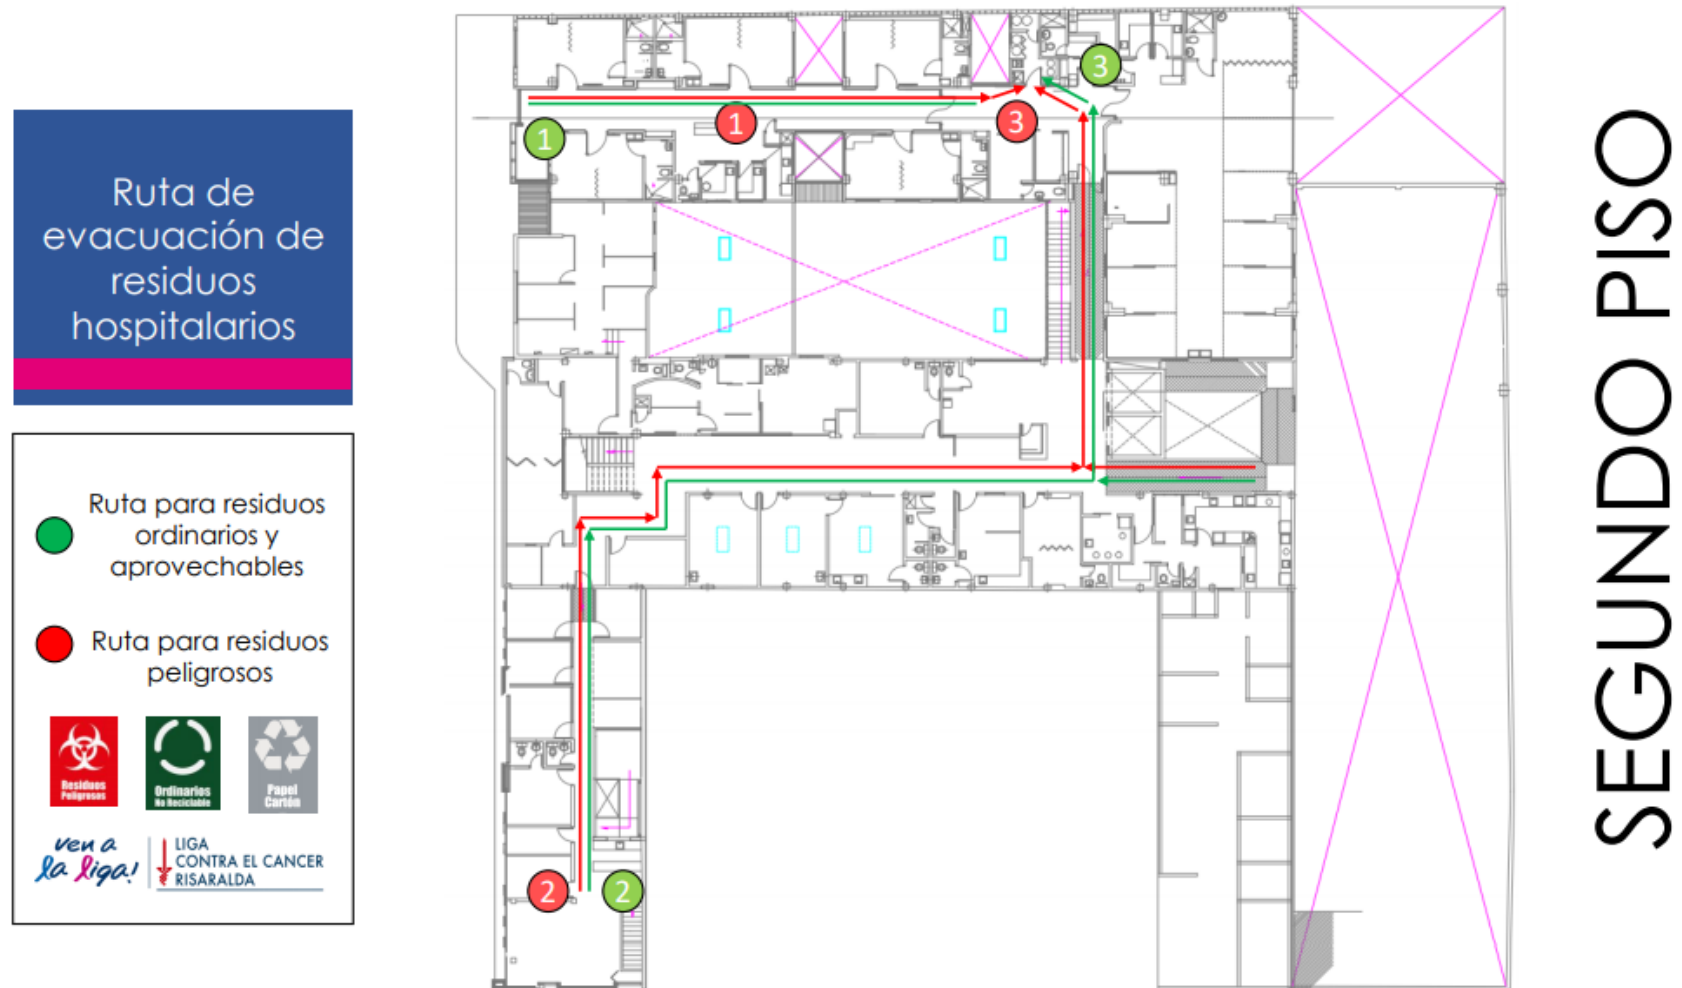 Ruta de
evacuación de
residuos
hospitalarios
Ruta para residuos
ordinarios y
aprovechables
Ruta para residuos
peligrosos
Residuos
Peligrosos
Ordinarios
No Reciclable
Papel
Cartón
ven a
la liga!
LIGA
CONTRA EL CANCER
RISARALDA
1
1
3
3
2
2
SEGUNDO PISO